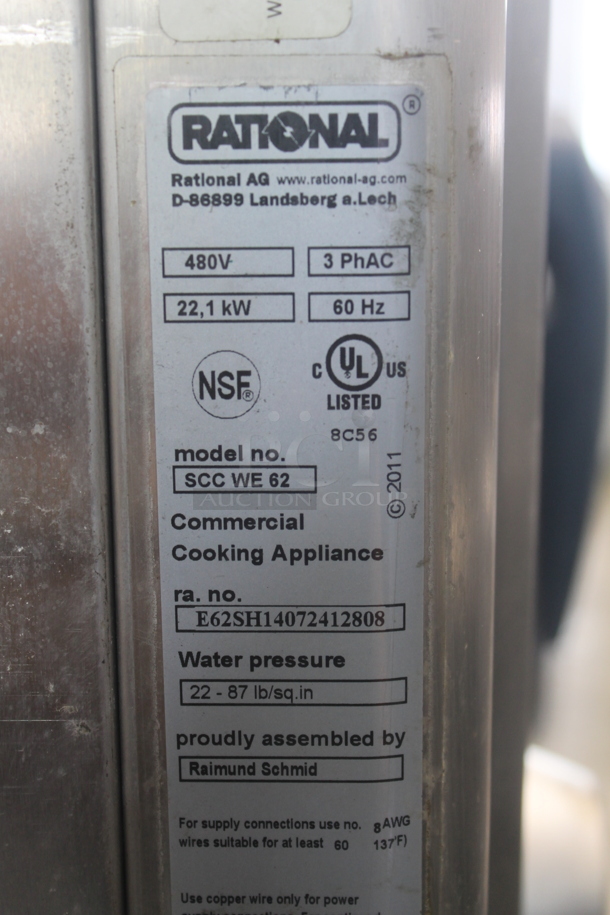 W
RATIONAL ®
Rational AG www.rational-ag.com
D-86899 Landsberg a.Lech
480V 3 PhAC
22,1 kW 60 Hz
NSF® C UL US
LISTED
8C56
model no.
SCC WE 62
© 2011
AUCTION GROUP
Commercial
Cooking Appliance
ra. no.
E62SH14072412808
Water pressure
22 - 87 lb/sq.in
proudly assembled by
Raimund Schmid
For supply connections use no. 8AWG
wires suitable for at least 60 137°F)
Use copper wire only for power